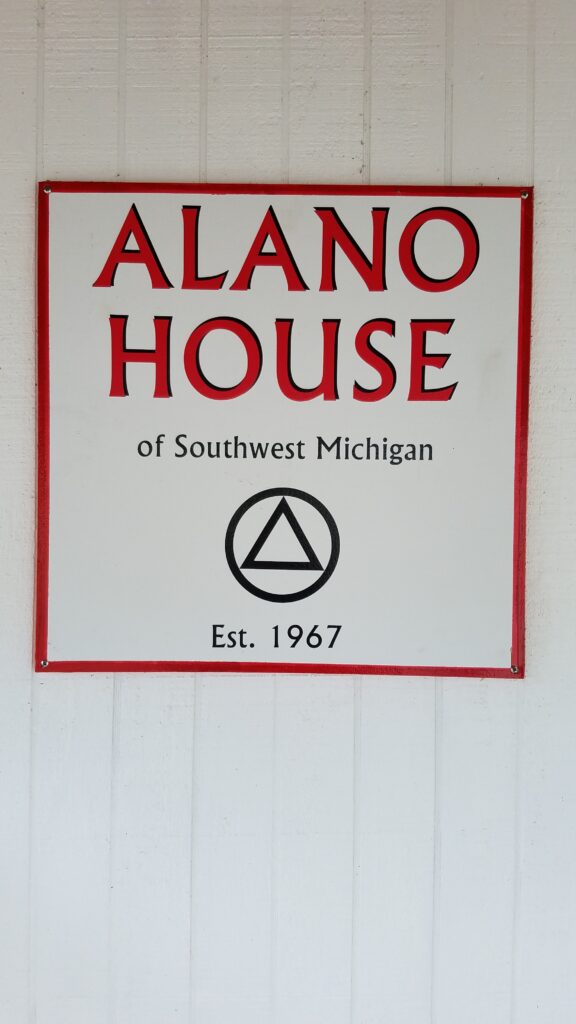 ALANO
HOUSE
of Southwest Michigan
Est. 1967